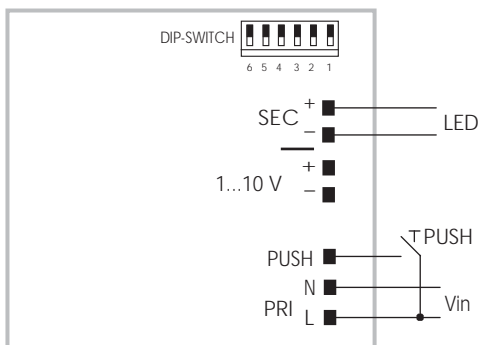 DIP-SWITCH
6 5 4 3 2 1
SEC + LED
−
+
1...10 V −
PUSH PUSH
N
PRI Vin
L